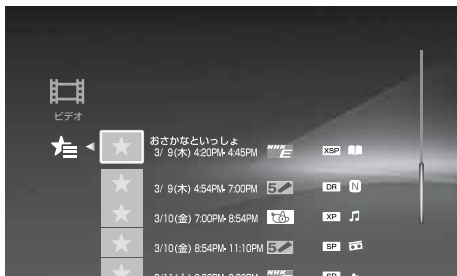 ビデオ
おさかなといっしょ
3/ 9(木) 4:20PM- 4:45PM NHK E XSP
3/ 9(木) 4:54PM- 7:00PM 5 DR N
3/10(金) 7:00PM- 8:54PM XP
3/10(金) 8:54PM- 11:10PM 5 SP